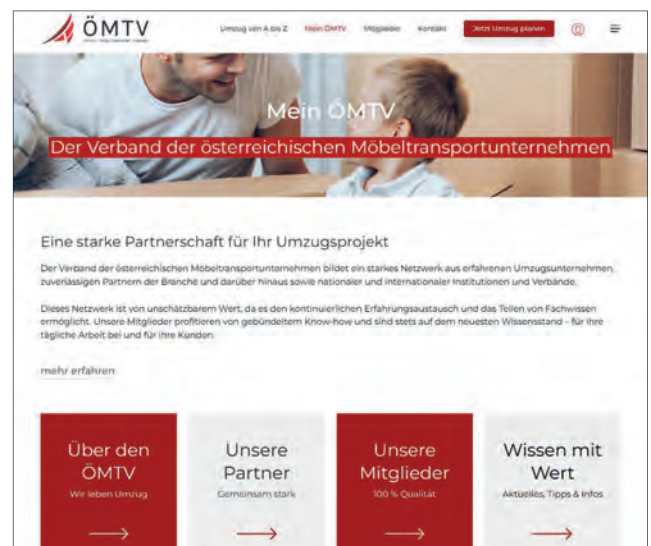 ÖMTV
Umzug von A bis Z Mein ÖMTV Mitglieder Kontakt Jetzt Umzug planen
Mein ÖMTV
Der Verband der österreichischen Möbeltransportunternehmen
Eine starke Partnerschaft für Ihr Umzugsprojekt
Der Verband der österreichischen Möbeltransportunternehmen bildet ein starkes Netzwerk aus erfahrenen Umzugsunternehmen,
zuverlässigen Partnern der Branche und darüber hinaus sowie nationaler und internationaler Institutionen und Verbände.
Dieses Netzwerk ist von unschätzbarem Wert, da es den kontinuierlichen Erfahrungsaustausch und das Teilen von Fachwissen
ermöglicht. Unsere Mitglieder profitieren von gebündeltem Know-how und sind stets auf dem neuesten Wissensstand – für ihre
tägliche Arbeit bei und für ihre Kunden.
mehr erfahren
Über den
ÖMTV
Wir leben Umzug
Unsere
Partner
Gemeinsam stark
Unsere
Mitglieder
100 % Qualität
Wissen mit
Wert
Aktuelles, Tipps & Infos